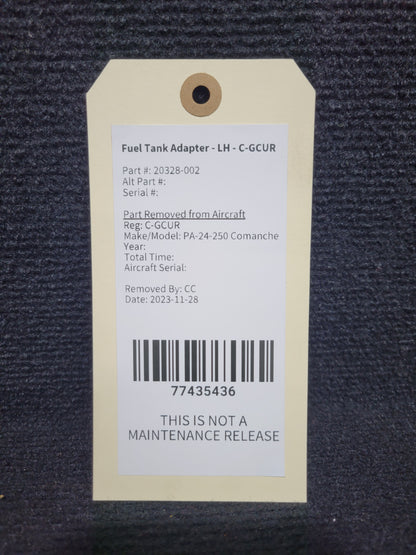 Fuel Tank Adapter - LH - C-GCUR
Part #: 20328-002
Alt Part #:
Serial #:
Part Removed from Aircraft
Reg: C-GCUR
Make/Model: PA-24-250 Comanche
Year:
Total Time:
Aircraft Serial:
Removed By: CC
Date: 2023-11-28
77435436
THIS IS NOT A
MAINTENANCE RELEASE